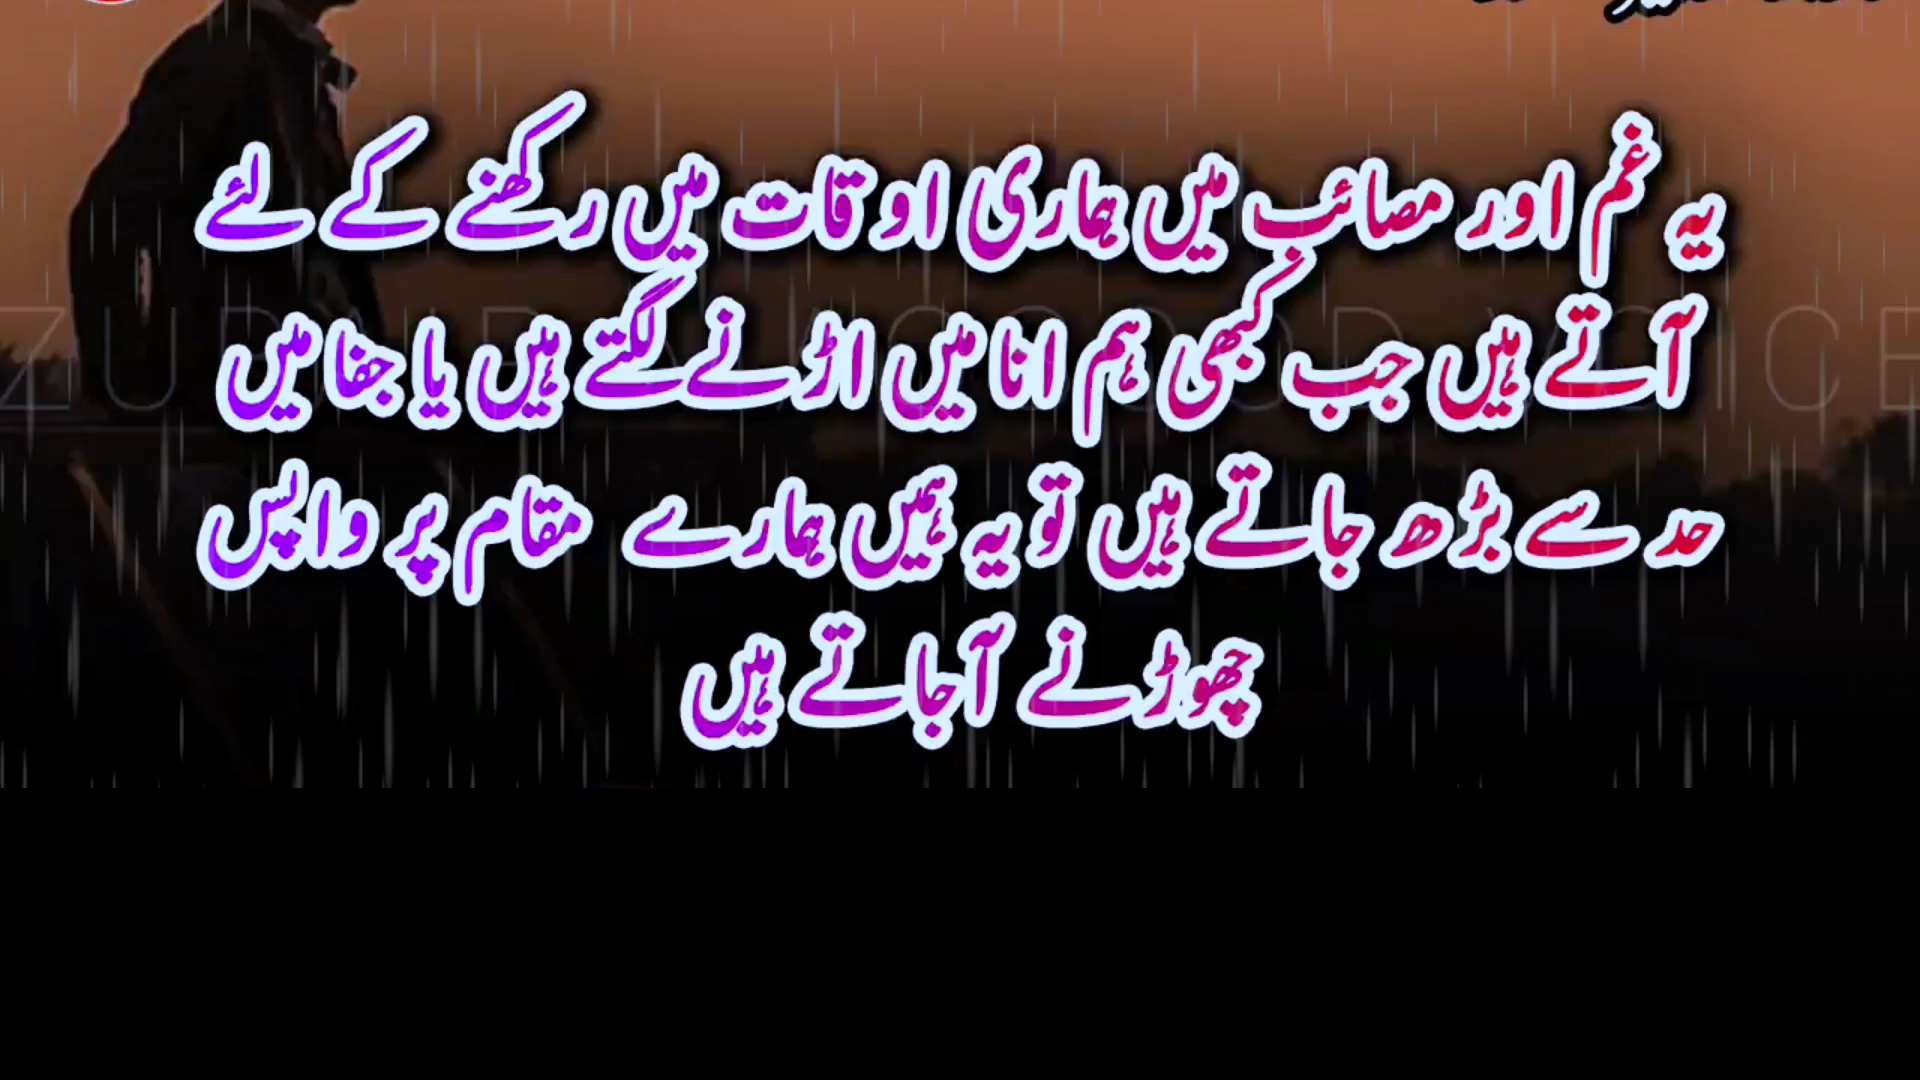 یہ غم اور مصائب میں ہماری اوقات میں رکھنے کے لئے
آتے ہیں جب کبھی ہم انا میں اڑنے لگتے ہیں یا جفا میں
حد سے بڑھ جاتے ہیں تو یہ ہمیں ہمارے مقام پر واپس
چھوڑنے آجاتے ہیں